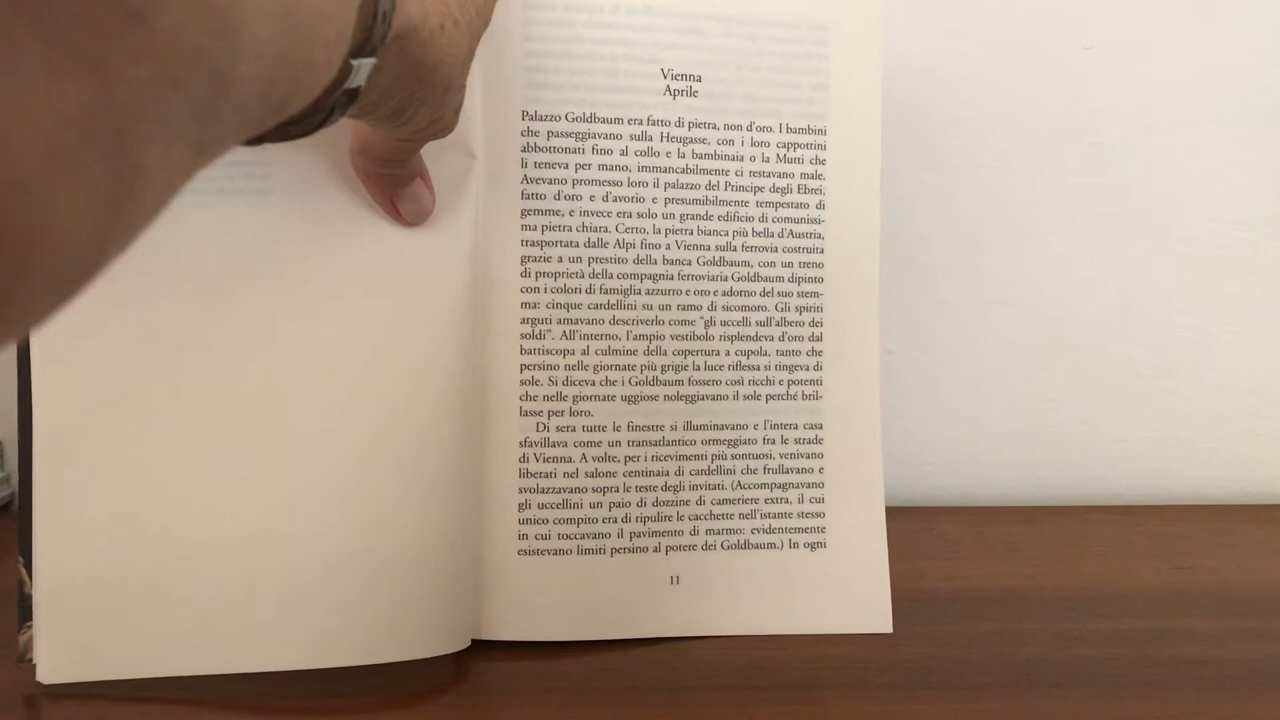 Vienna
Aprile
Palazzo Goldbaum era fatto di pietra, non d'oro. I bambini
che passeggiavano sulla Heugasse, con i loro cappottini
abbottonati fino al collo e la bambinaia o la Mutti che
li teneva per mano, immancabilmente ci restavano male.
Avevano promesso loro il palazzo del Principe degli Ebrei,
fatto d'oro e d'avorio e presumibilmente tempestato di
gemme, e invece era solo un grande edificio di comunissi-
ma pietra chiara. Certo, la pietra bianca più bella d'Austria,
trasportata dalle Alpi fino a Vienna sulla ferrovia costruita
grazie a un prestito della banca Goldbaum, con un treno
di proprietà della compagnia ferroviaria Goldbaum dipinto
con i colori di famiglia azzurro e oro e adorno del suo stem-
ma: cinque cardellini su un ramo di sicomoro. Gli spiriti
arguti amavano descriverlo come "gli uccelli sull'albero dei
soldi". All'interno, l'ampio vestibolo risplendeva d'oro dal
battiscopa al culmine della copertura a cupola, tanto che
persino nelle giornate più grigie la luce riflessa si tingeva di
sole. Si diceva che i Goldbaum fossero così ricchi e potenti
che nelle giornate uggiose noleggiavano il sole perché bril-
lasse per loro.
Di sera tutte le finestre si illuminavano e l'intera casa
sfavillava come un transatlantico ormeggiato fra le strade
di Vienna. A volte, per i ricevimenti più sontuosi, venivano
liberati nel salone centinaia di cardellini che frullavano e
svolazzavano sopra le teste degli invitati. (Accompagnavano
gli uccellini un paio di dozzine di cameriere extra, il cui
unico compito era di ripulire le cacchette nell'istante stesso
in cui toccavano il pavimento di marmo: evidentemente
esistevano limiti persino al potere dei Goldbaum.) In ogni
11